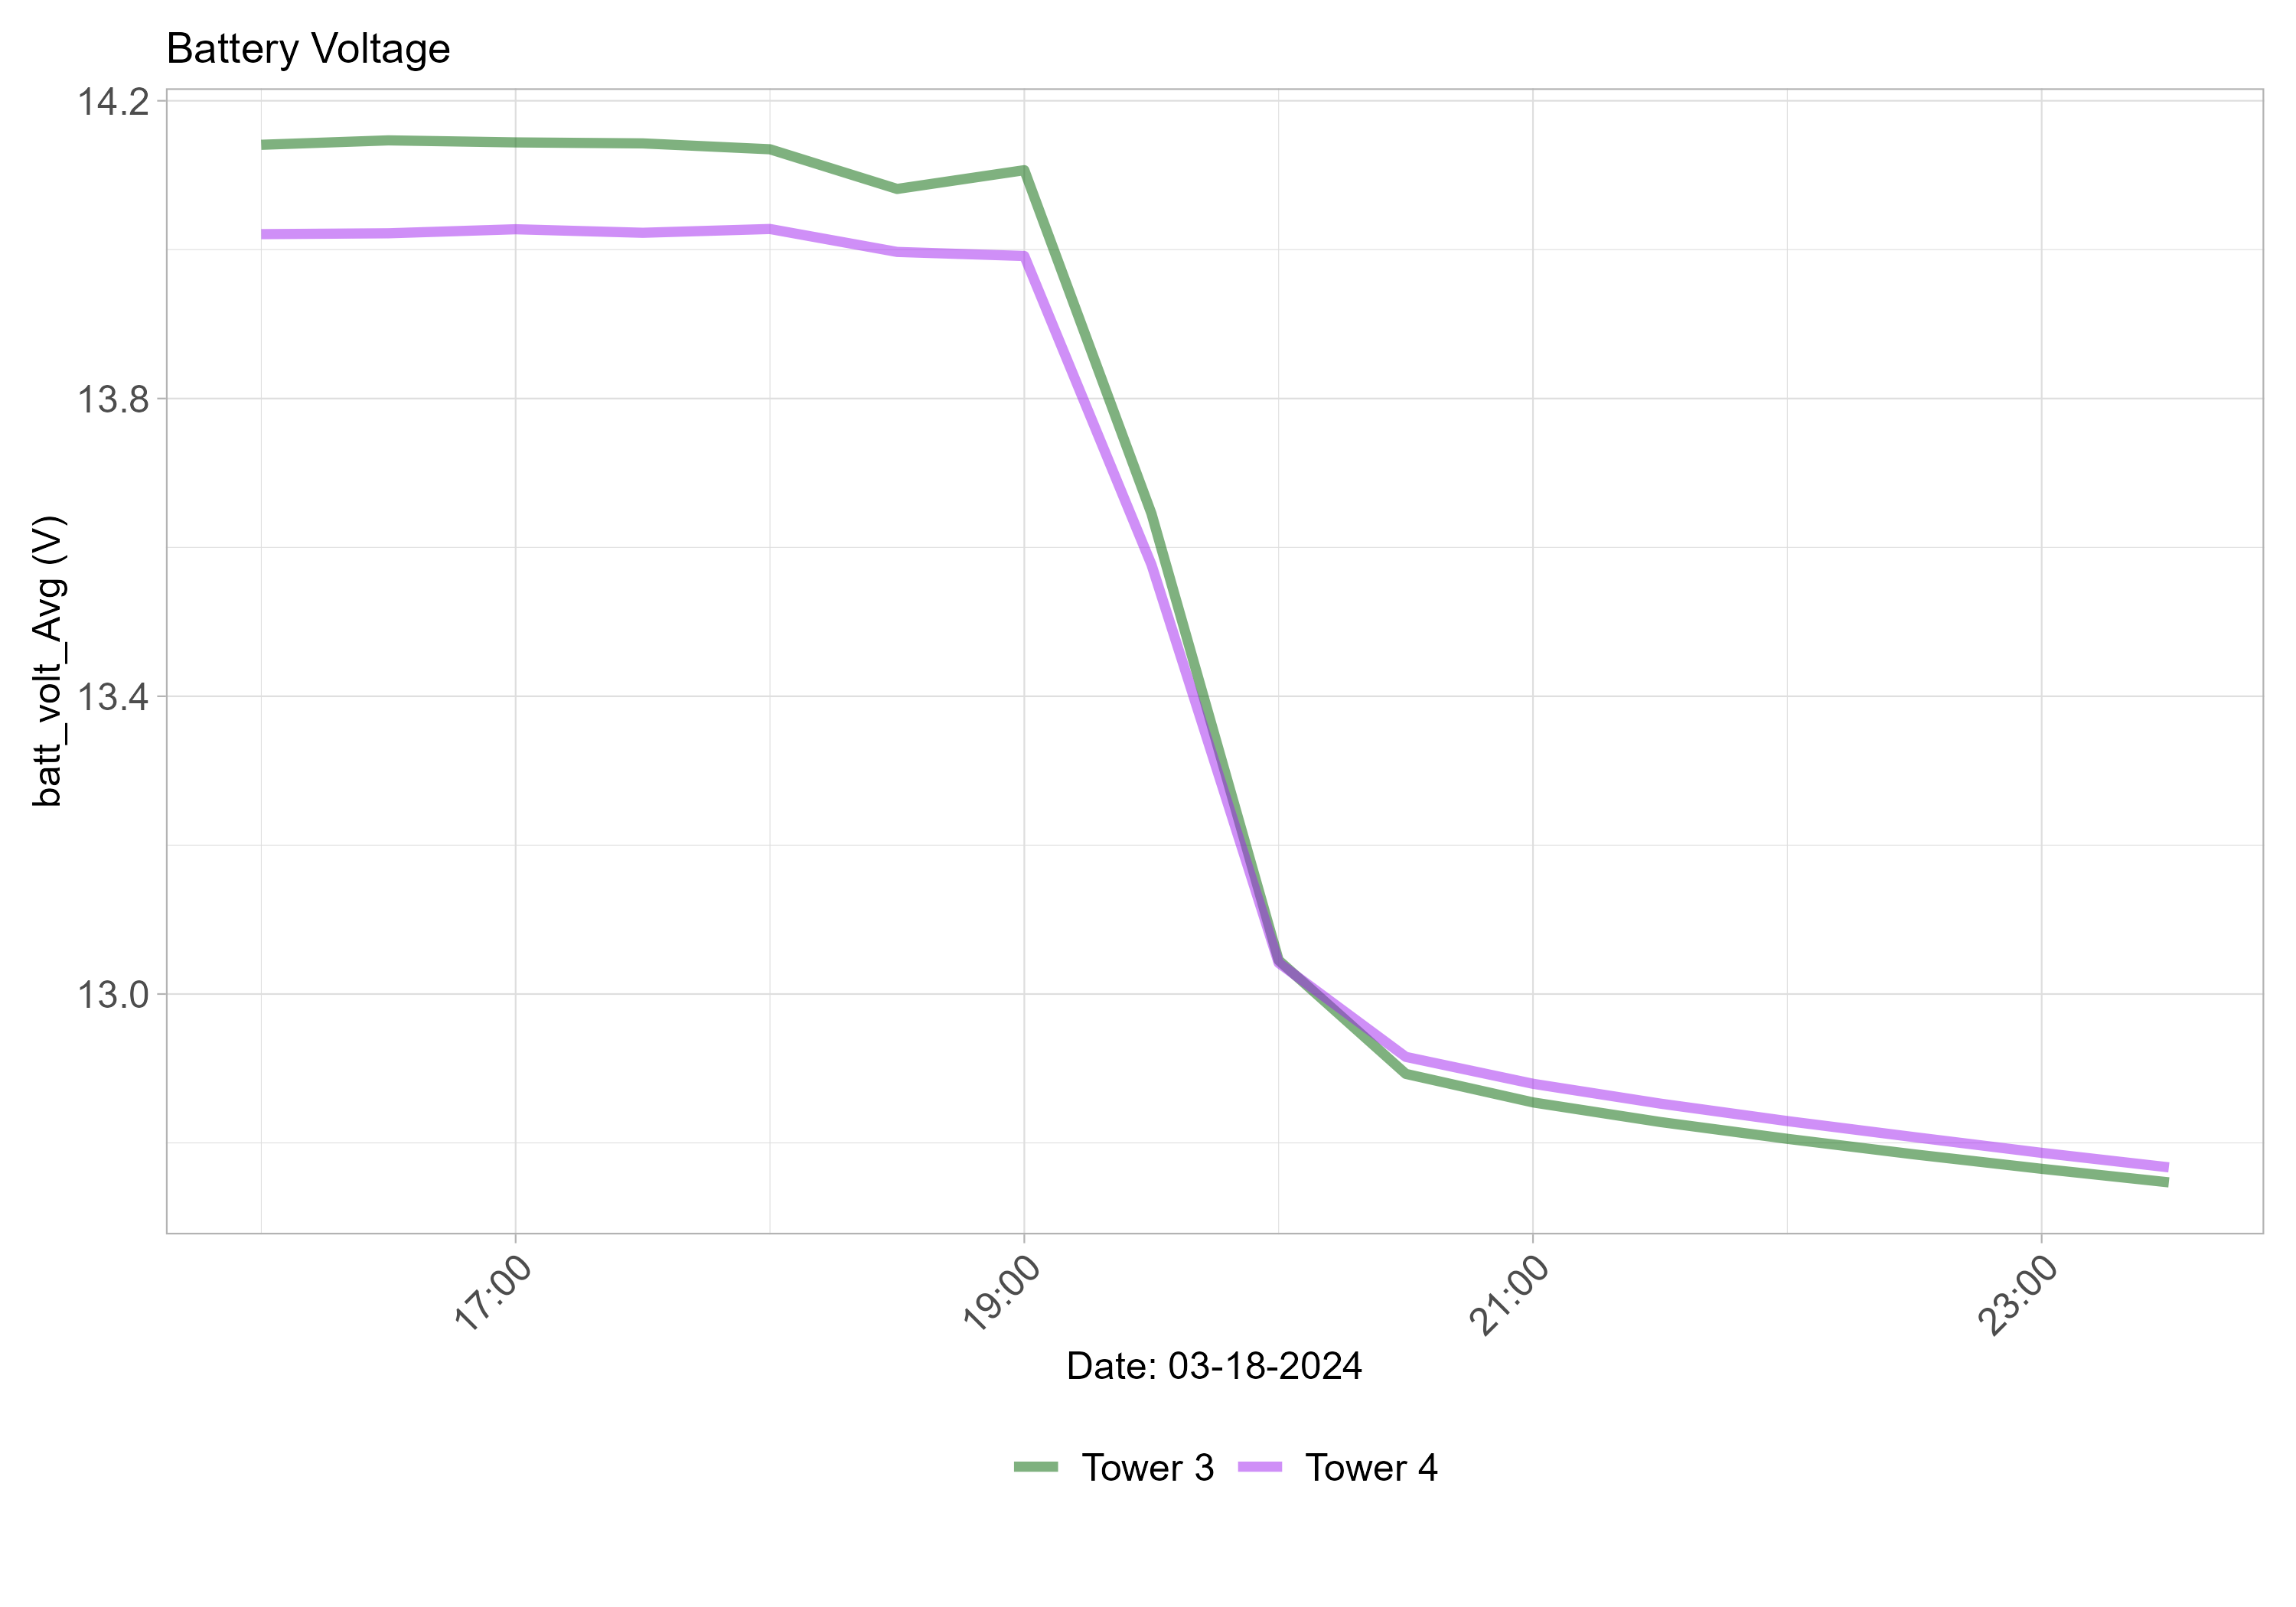 Battery Voltage
14.2
13.8
13.4
13.0
batt_volt_Avg (V)
17:00
19:00
21:00
23:00
Date: 03-18-2024
Tower 3
Tower 4